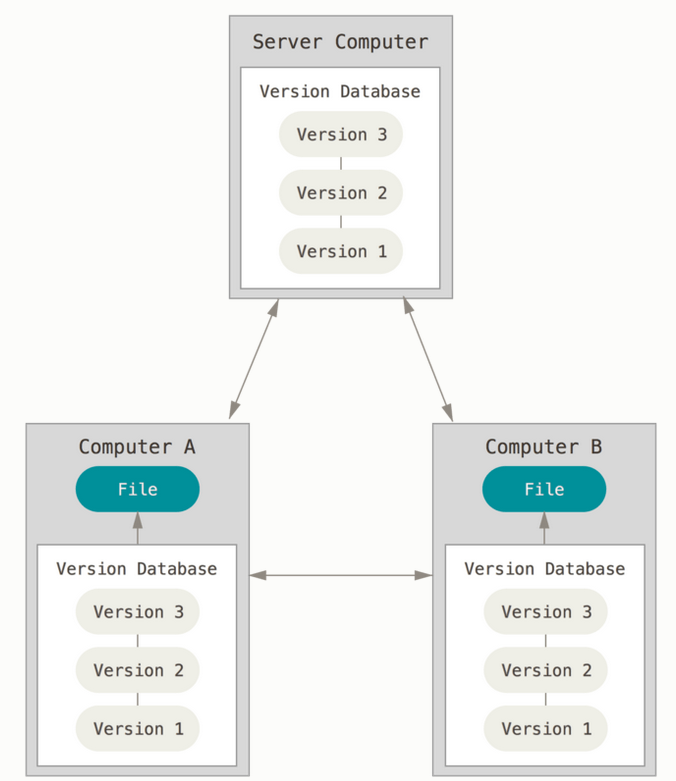 Server Computer
Version Database
Version 3
Version 2
Version 1
Computer A
File
Version Database
Version 3
Version 2
Version 1
Computer B
File
Version Database
Version 3
Version 2
Version 1